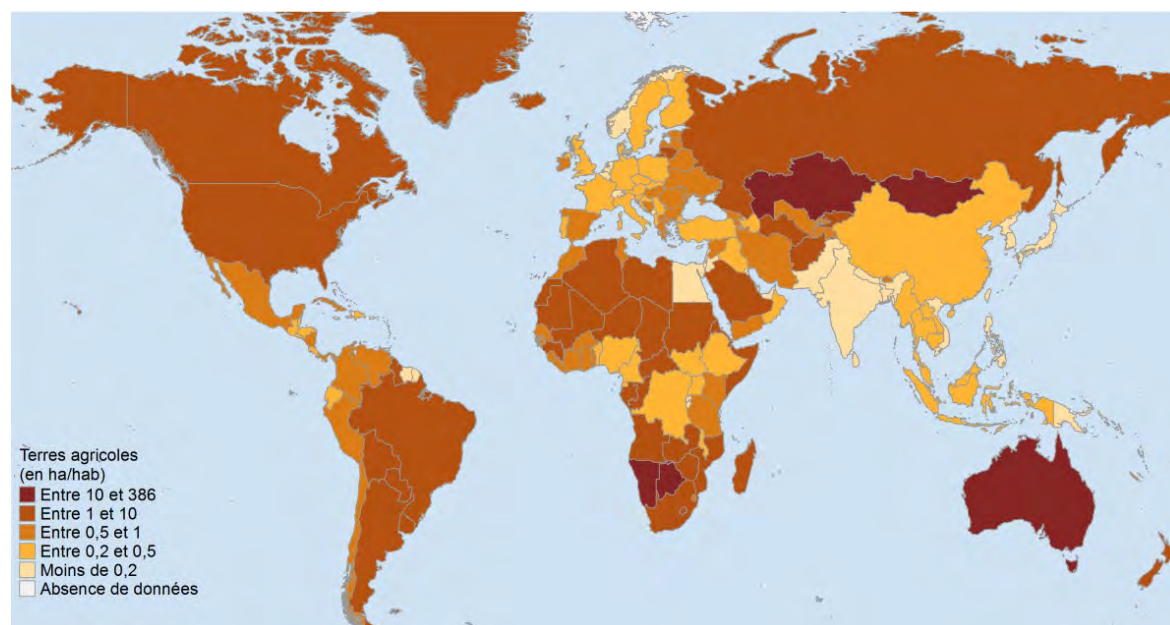 Terres agricoles
(en ha/hab)
Entre 10 et 386
Entre 1 et 10
Entre 0,5 et 1
Entre 0,2 et 0,5
Moins de 0,2
Absence de données